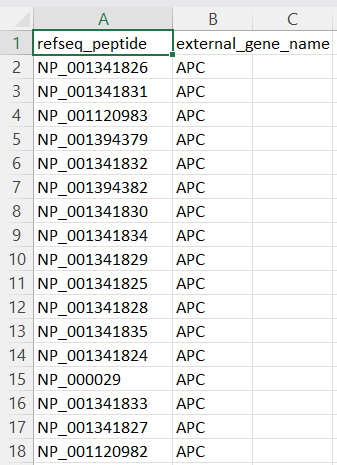 A B C
1 refseq_peptide external_gene_name
2 NP_001341826 APC
3 NP_001341831 APC
4 NP_001120983 APC
5 NP_001394379 APC
6 NP_001341832 APC
7 NP_001394382 APC
8 NP_001341830 APC
9 NP_001341834 APC
10 NP_001341829 APC
11 NP_001341825 APC
12 NP_001341828 APC
13 NP_001341835 APC
14 NP_001341824 APC
15 NP_000029 APC
16 NP_001341833 APC
17 NP_001341827 APC
18 NP_001120982 APC